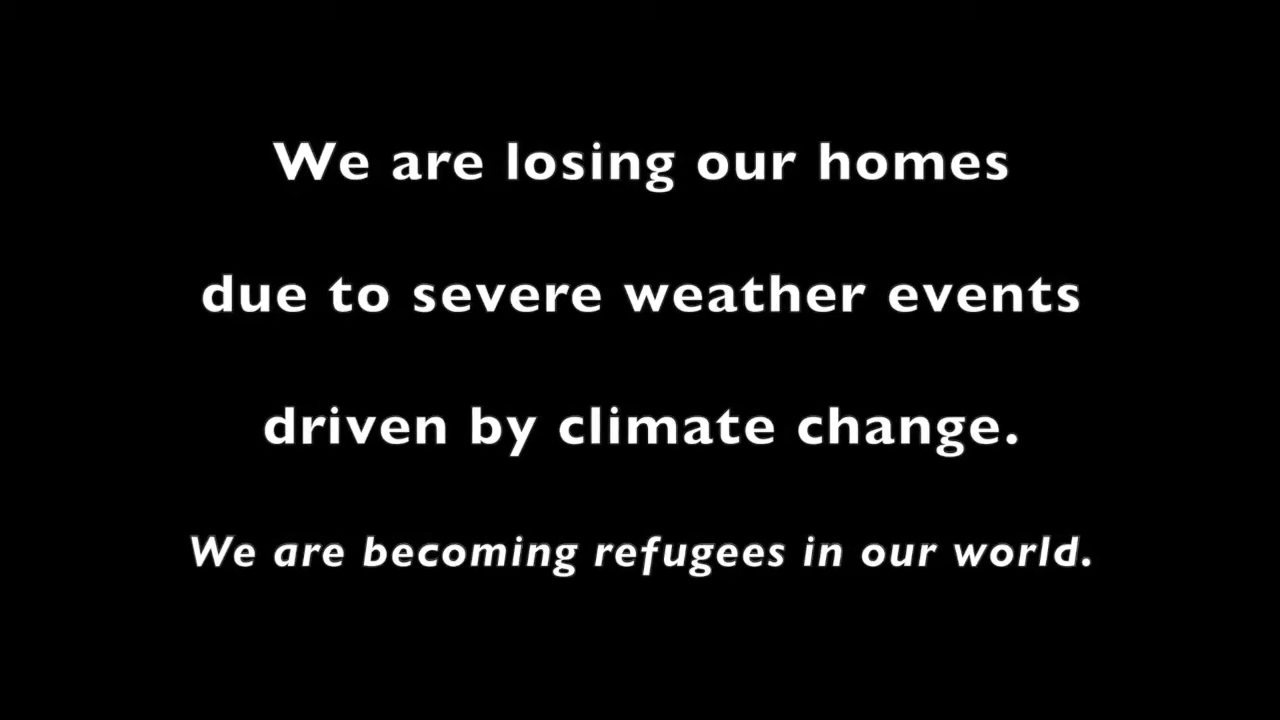 We are losing our homes
due to severe weather events
driven by climate change.
We are becoming refugees in our world.